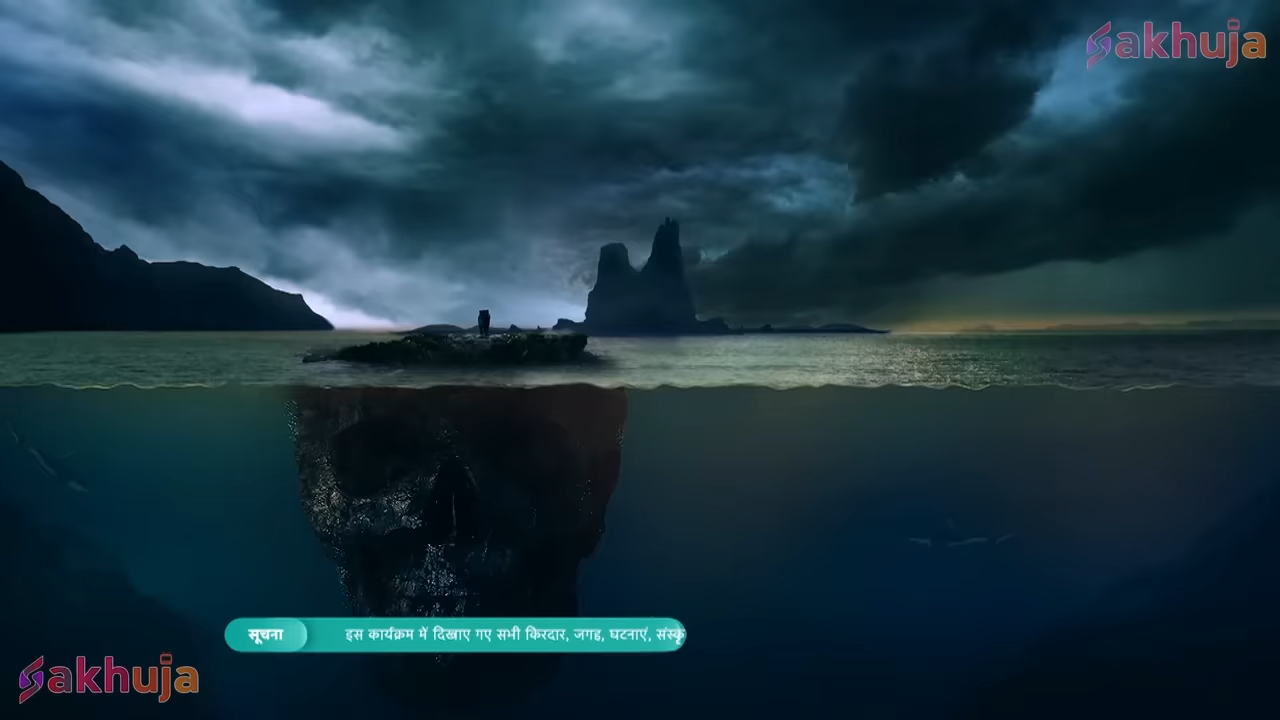 Sakhuja
सूचना इस कार्यक्रम में दिखाए गए सभी किरदार, जगह, घटनाएं,
Sakhuja